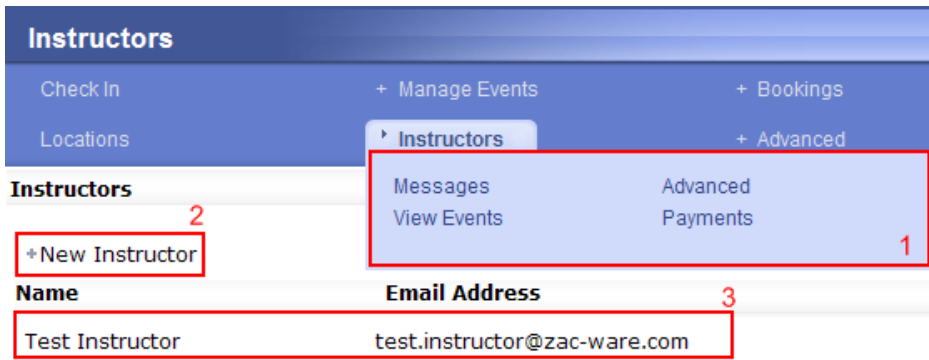 Instructors
Check In + Manage Events + Bookings
Locations Instructors + Advanced
Instructors
Messages Advanced
2
View Events Payments
+New Instructor
1
Name Email Address
3
Test Instructor test.instructor@zac-ware.com